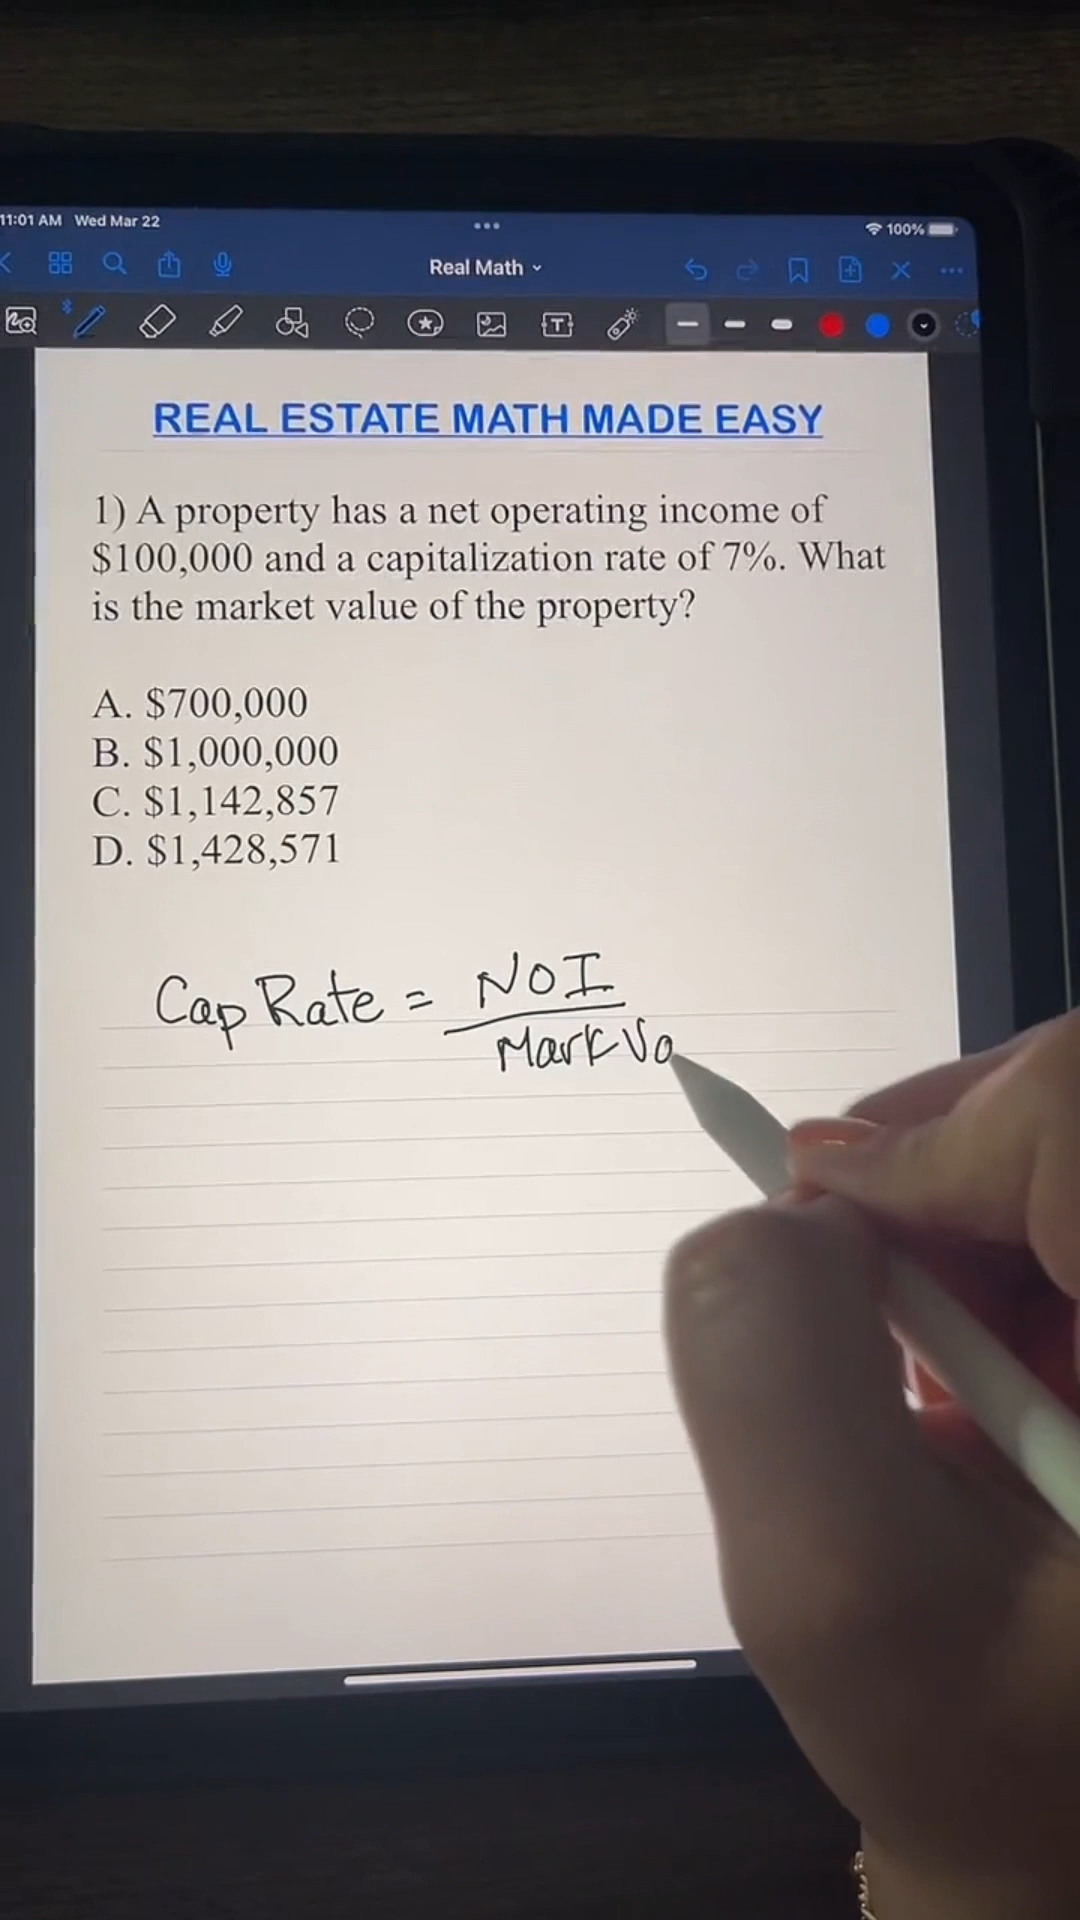 11:01 AM Wed Mar 22
100%
Real Math
T
REAL ESTATE MATH MADE EASY
1) A property has a net operating income of
$100,000 and a capitalization rate of 7%. What
is the market value of the property?
A. $700,000
B. $1,000,000
C. $1,142,857
D. $1,428,571
Cap Rate = NOI
Mark Va